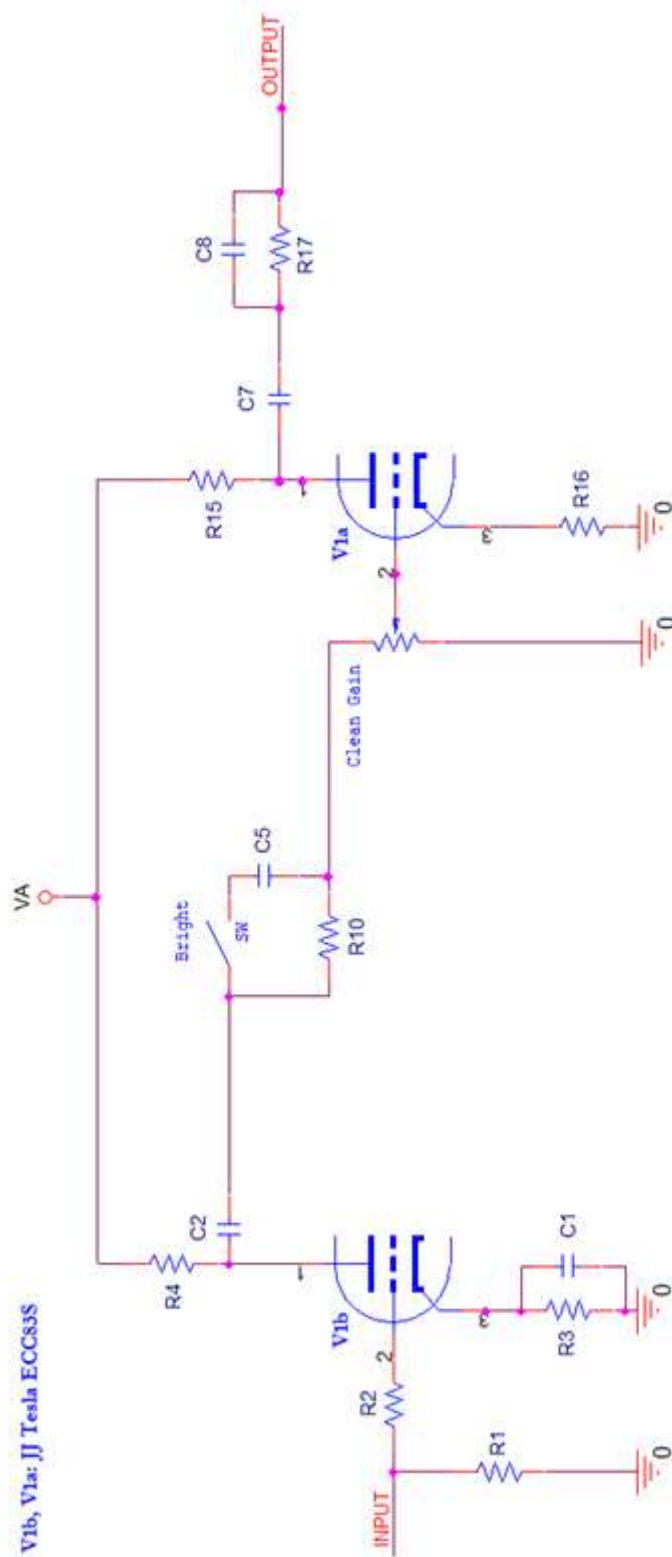 V1b, V1a: JJ Tesla ECC83S
VA
R4
C2
Bright
SW
C5
R10
R15
C7
C8
R17
OUTPUT
INPUT
R2
V1b
1
2
3
R1
R3
C1
0
0
Clean Gain
V1a
1
2
3
R16
0
0